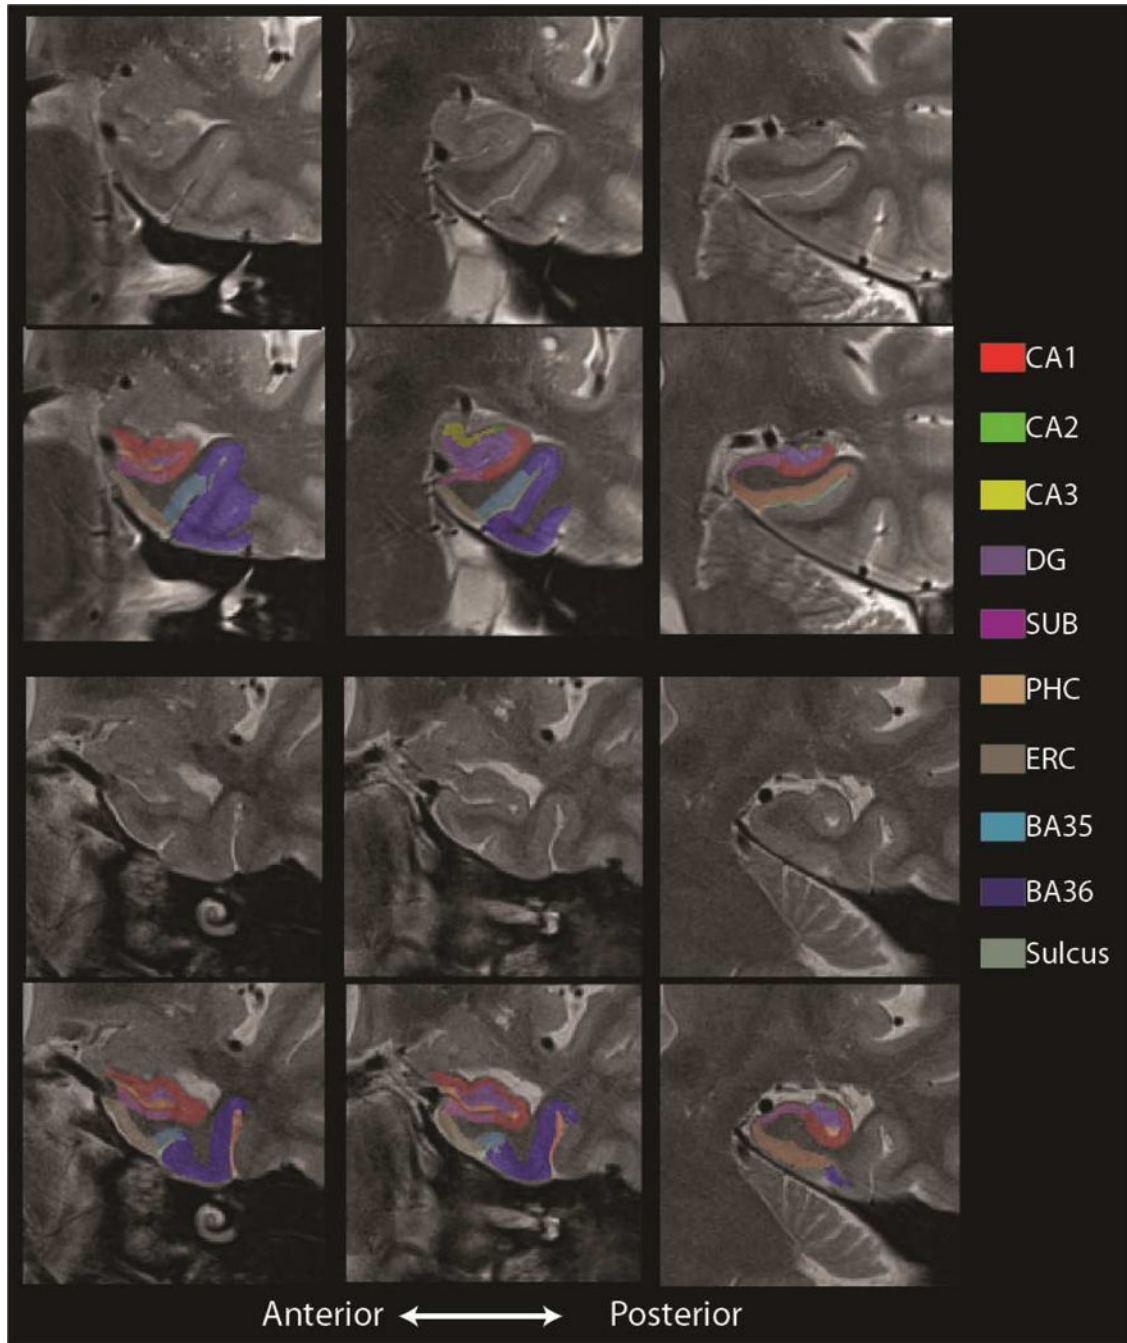 CA1
CA2
CA3
DG
SUB
PHC
ERC
BA35
BA36
Sulcus
Anterior Posterior